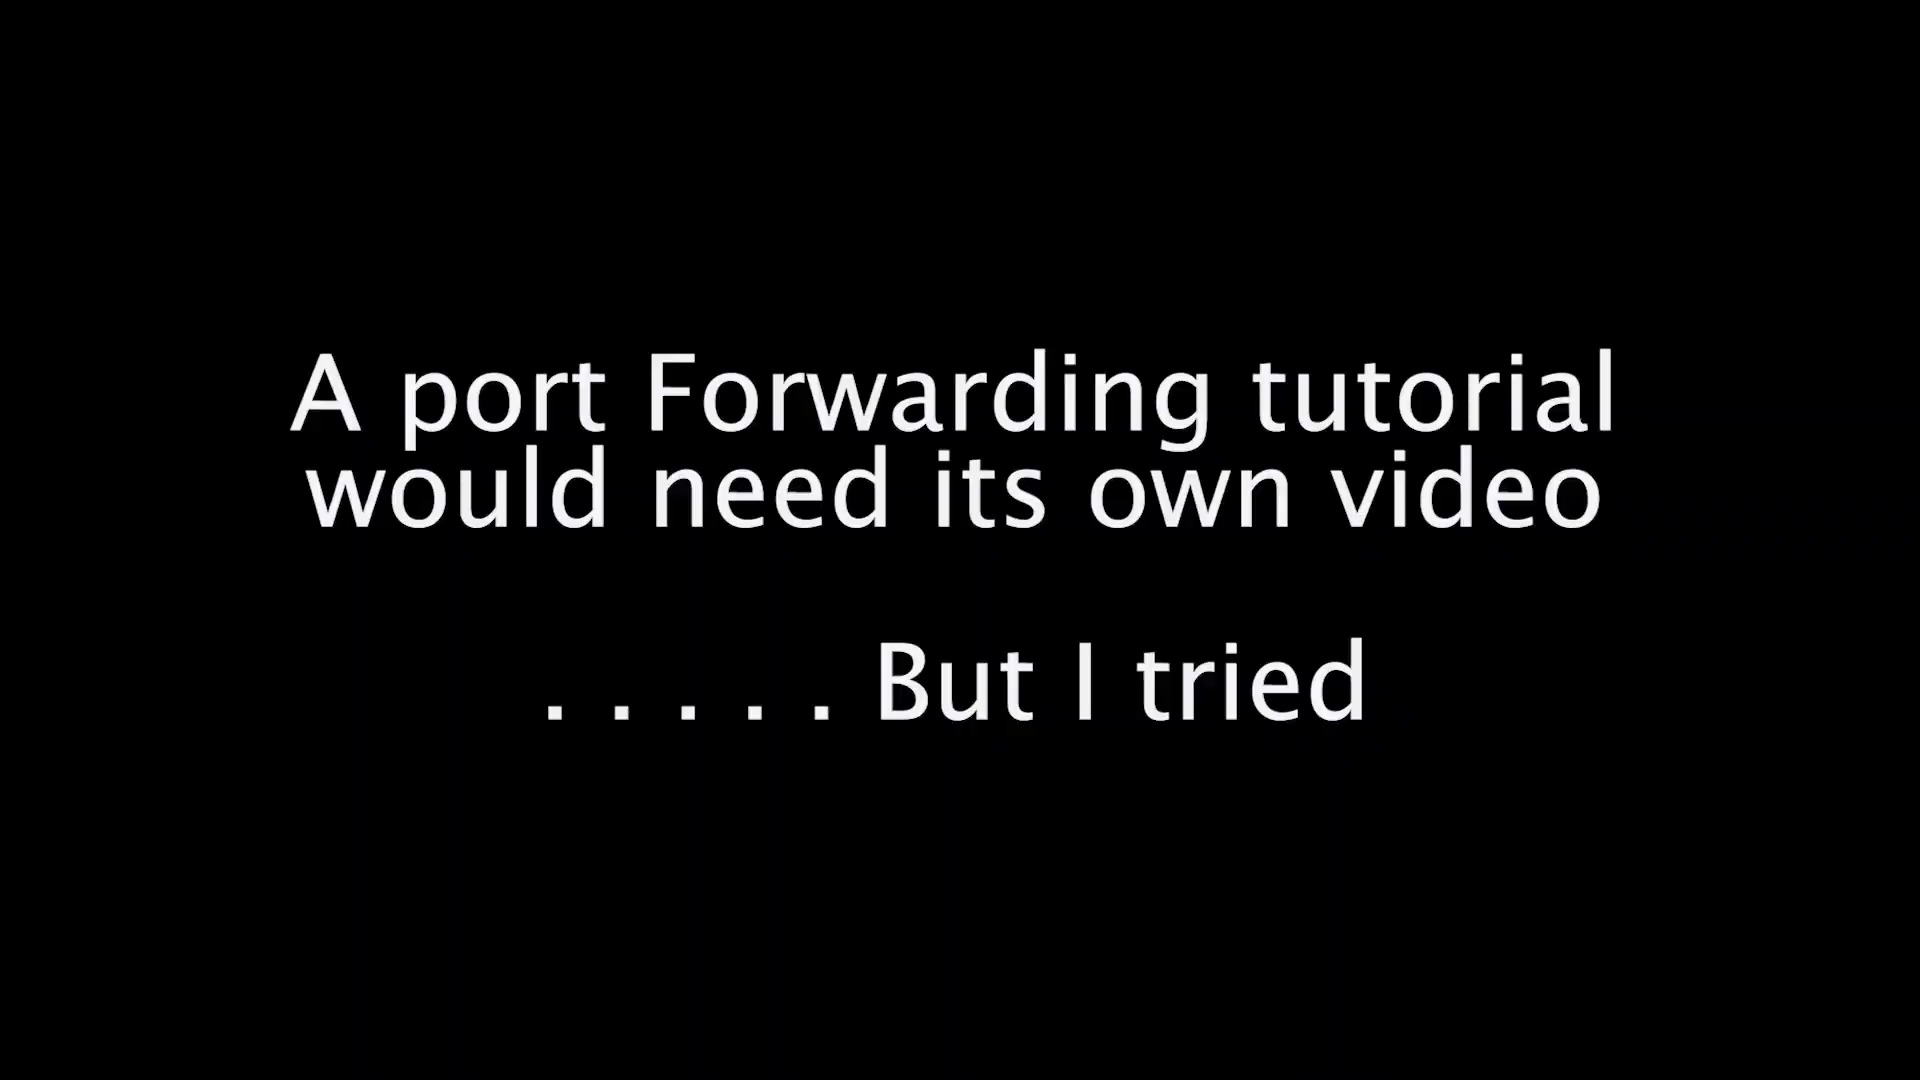 A port Forwarding tutorial
would need its own video
. . . . . But I tried